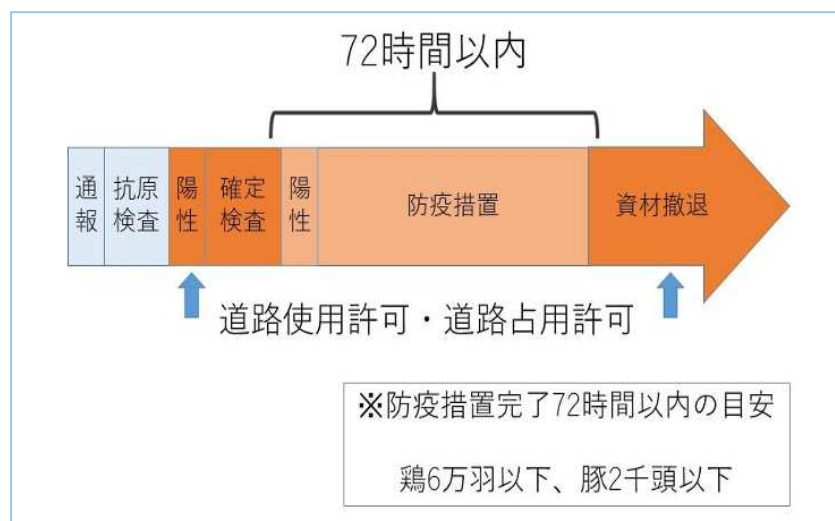 72時間以内
通報
抗原検査
陽性
確定検査
陽性
防疫措置
資材撤退
道路使用許可・道路占用許可
※防疫措置完了72時間以内の目安
鶏6万羽以下、豚2千頭以下